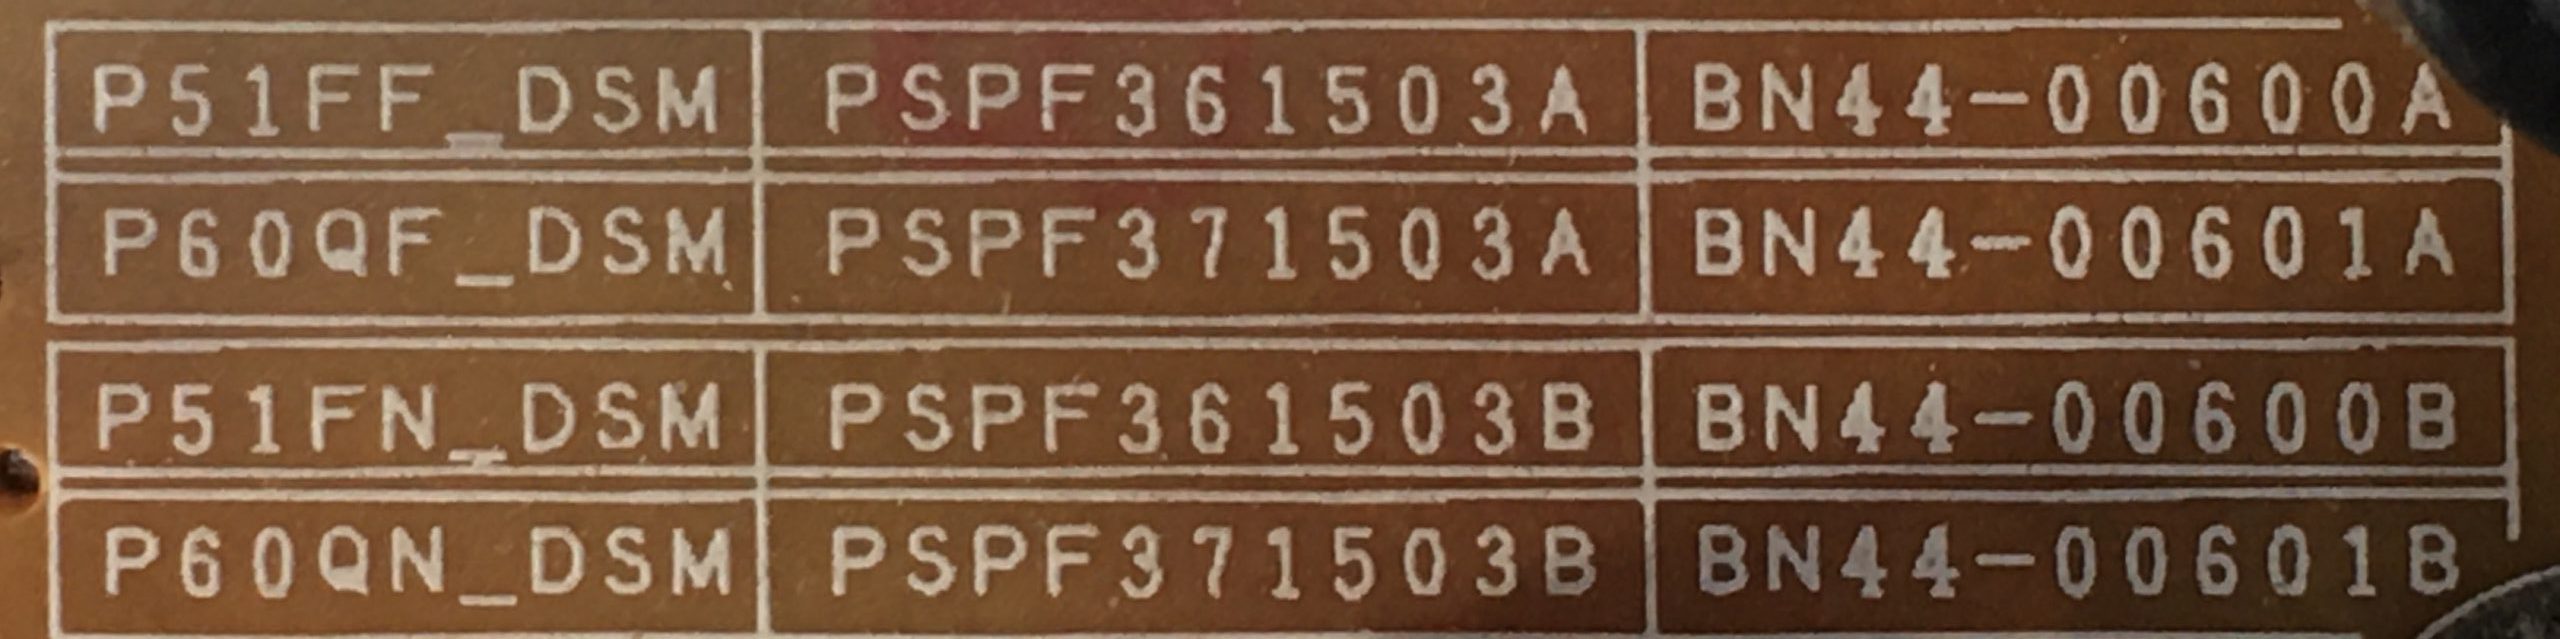 P51FF_DSM PSPF361503A BN44-00600A
P60QF_DSM PSPF371503A BN44-00601A
P51FN_DSM PSPF361503B BN44-00600B
P60QN_DSM PSPF371503B BN44-00601B